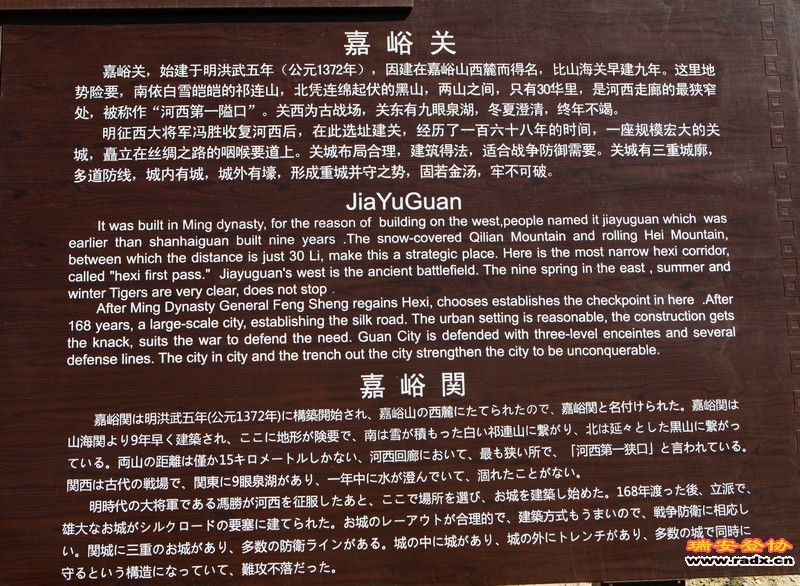 嘉峪关
嘉峪关，始建于明洪武五年（公元1372年），因建在嘉峪山西麓而得名，比山海关早建九年。这里地
势险要，南依白雪皑皑的祁连山，北凭连绵起伏的黑山，两山之间，只有30华里，是河西走廊的最狭窄
处，被称作“河西第一隘口”。关西为古战场，关东有九眼泉湖，冬夏澄清，终年不竭。
明征西大将军冯胜收复河西后，在此选址建关，经历了一百六十八年的时间，一座规模宏大的关
城，矗立在丝绸之路的咽喉要道上。关城布局合理，建筑得法，适合战争防御需要。关城有三重城廓，
多道防线，城内有城，城外有壕，形成重城并守之势，固若金汤，牢不可破。
JiaYuGuan
It was built in Ming dynasty, for the reason of building on the west,people named it jiayuguan which was
earlier than shanhaiguan built nine years .The snow-covered Qilian Mountain and rolling Hei Mountain,
between which the distance is just 30 Li, make this a strategic place. Here is the most narrow hexi corridor,
called "hexi first pass." Jiayuguan's west is the ancient battlefield. The nine spring in the east , summer and
winter Tigers are very clear, does not stop .
After Ming Dynasty General Feng Sheng regains Hexi, chooses establishes the checkpoint in here .After
168 years, a large-scale city, establishing the silk road. The urban setting is reasonable, the construction gets
the knack, suits the war to defend the need. Guan City is defended with three-level enceintes and several
defense lines. The city in city and the trench out the city strengthen the city to be unconquerable.
嘉峪関
嘉峪関は明洪武五年(公元1372年)に構築開始され、嘉峪山の西麓にたてられたので、嘉峪関と名付けられた。嘉峪関は
山海関より9年早く建築され、ここに地形が険要で、南は雪が積もった白い祁連山に繋がり、北は延々とした黒山に繋がっ
ている。両山の距離は僅か15キロメートルしかない、河西回廊において、最も狭い所で、「河西第一狭口」と言われている。
関西は古代の戦場で、関東に9眼泉湖があり、一年中に水が澄んでいて、涸れたことがない。
明時代の大将軍である馮勝が河西を征服したあと、ここで場所を選び、お城を建築し始めた。168年渡った後、立派で、
雄大なお城がシルクロードの要塞に建てられた。お城のレーアウトが合理的で、建築方式もうまいので、戦争防衛に相応し
い。関城に三重のお城があり、多数の防衛ラインがある。城の中に城があり、城の外にトレンチがあり、多数の城で同時に
守るという構造になっていて、難攻不落だった。
瑞安登协
www.radx.cn